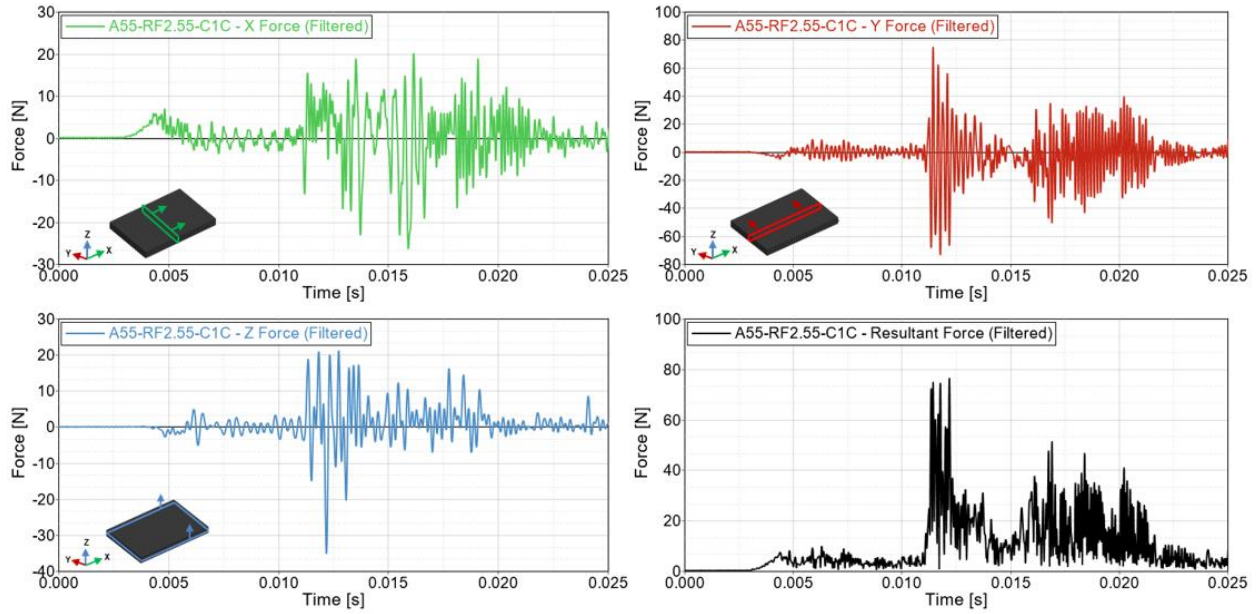 A55-RF2.55-C1C - X Force (Filtered)
30
20
10
0
-10
-20
-30
Force [N]
Z
Y
X
0.000
0.005
0.010
0.015
0.020
0.025
Time [s]
A55-RF2.55-C1C - Y Force (Filtered)
100
80
60
40
20
0
-20
-40
-60
-80
Force [N]
Z
Y
X
0.000
0.005
0.010
0.015
0.020
0.025
Time [s]
A55-RF2.55-C1C - Z Force (Filtered)
30
20
10
0
-10
-20
-30
-40
Force [N]
Z
Y
X
0.000
0.005
0.010
0.015
0.020
0.025
Time [s]
A55-RF2.55-C1C - Resultant Force (Filtered)
100
80
60
40
20
0
Force [N]
0.000
0.005
0.010
0.015
0.020
0.025
Time [s]